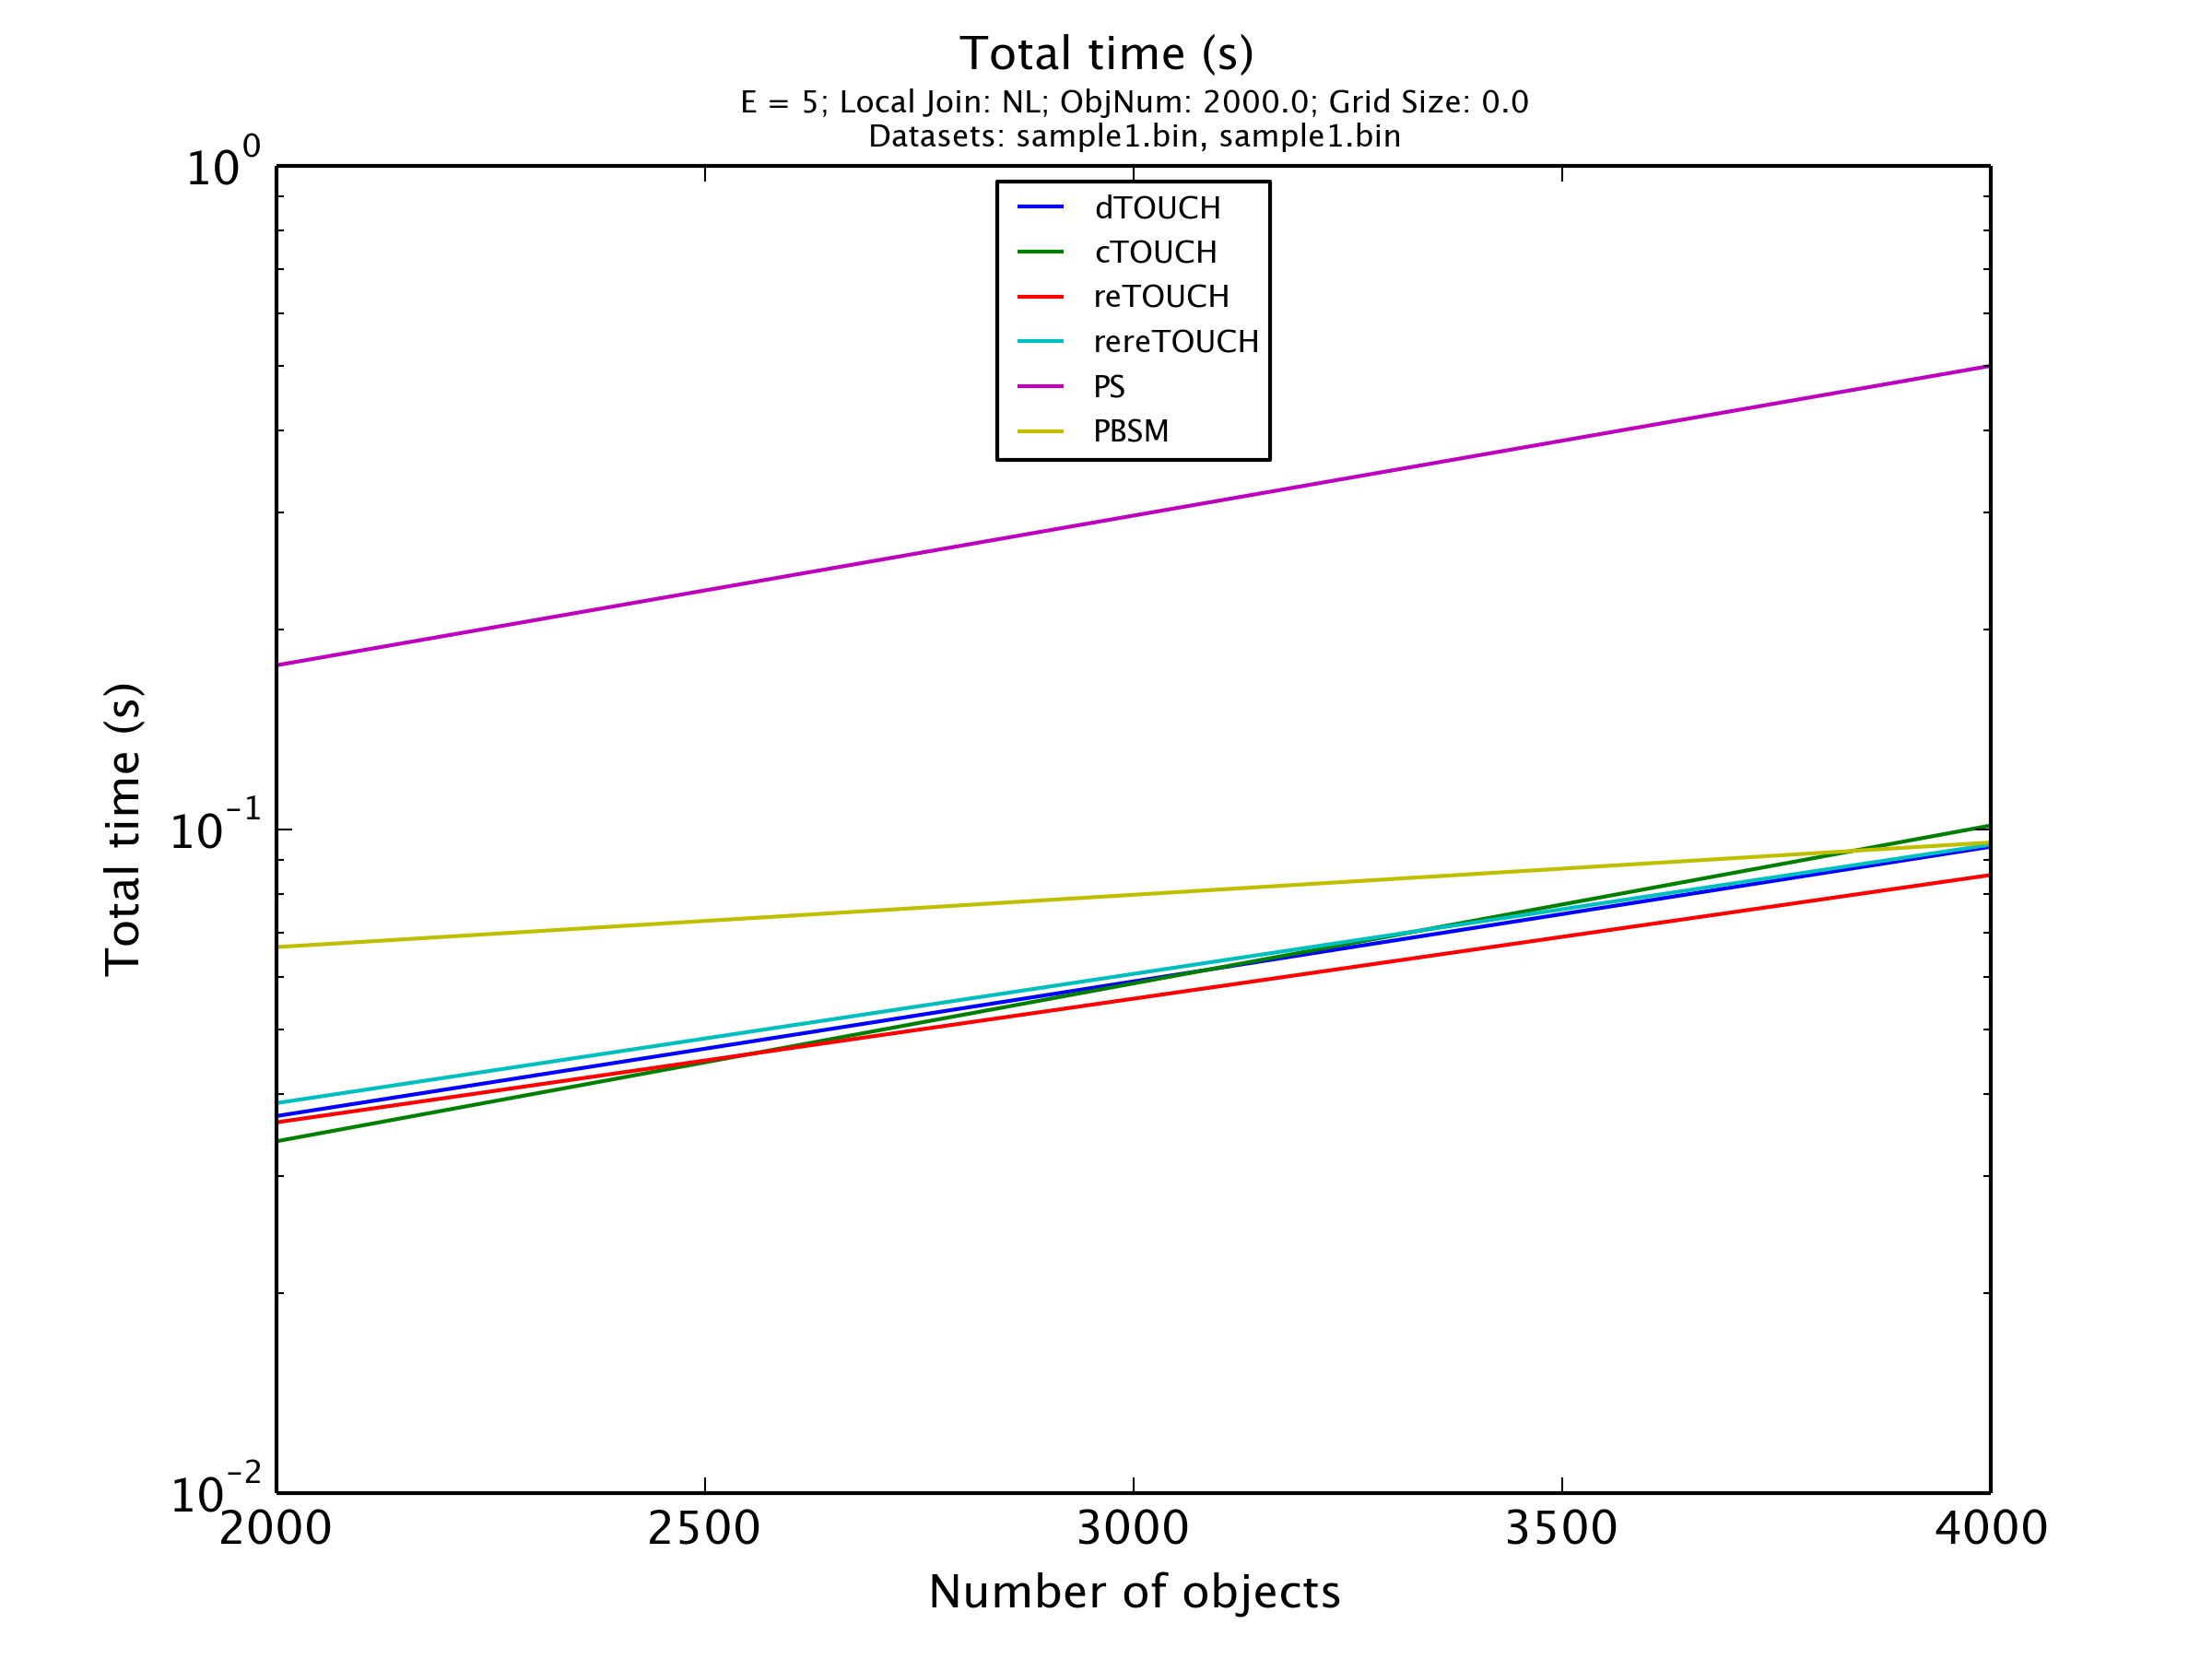 Total time (s)
E = 5; Local Join: NL; ObjNum: 2000.0; Grid Size: 0.0
Datasets: sample1.bin, sample1.bin
10^0
dTOUCH
cTOUCH
reTOUCH
rereTOUCH
PS
PBSM
Total time (s)
10^-1
10^-2
2000 2500 3000 3500 4000
Number of objects